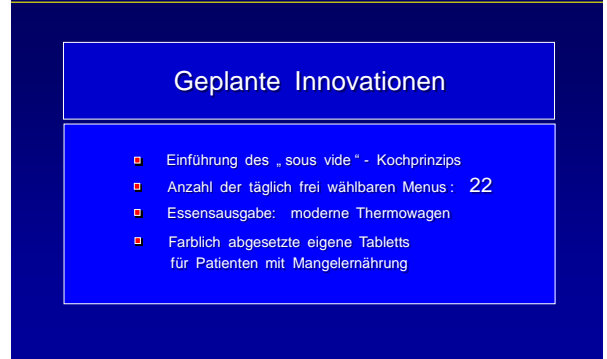 Geplante Innovationen
Einführung des „sous vide“ - Kochprinzips
Anzahl der täglich frei wählbaren Menus: 22
Essensausgabe: moderne Thermowagen
Farblich abgesetzte eigene Tabletts
für Patienten mit Mangelernährung